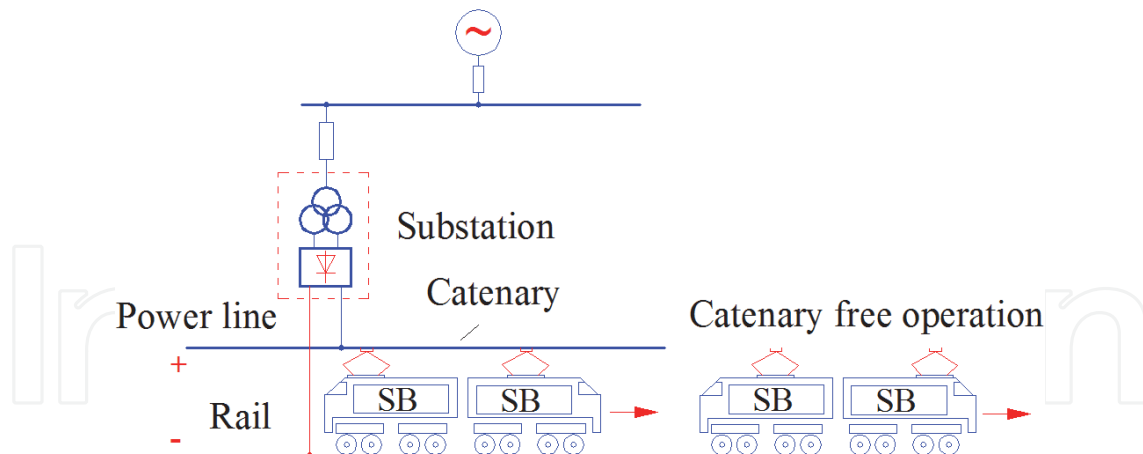 ~
Substation
Catenary
Power line
Catenary free operation
+
Rail
-
SB SB SB SB